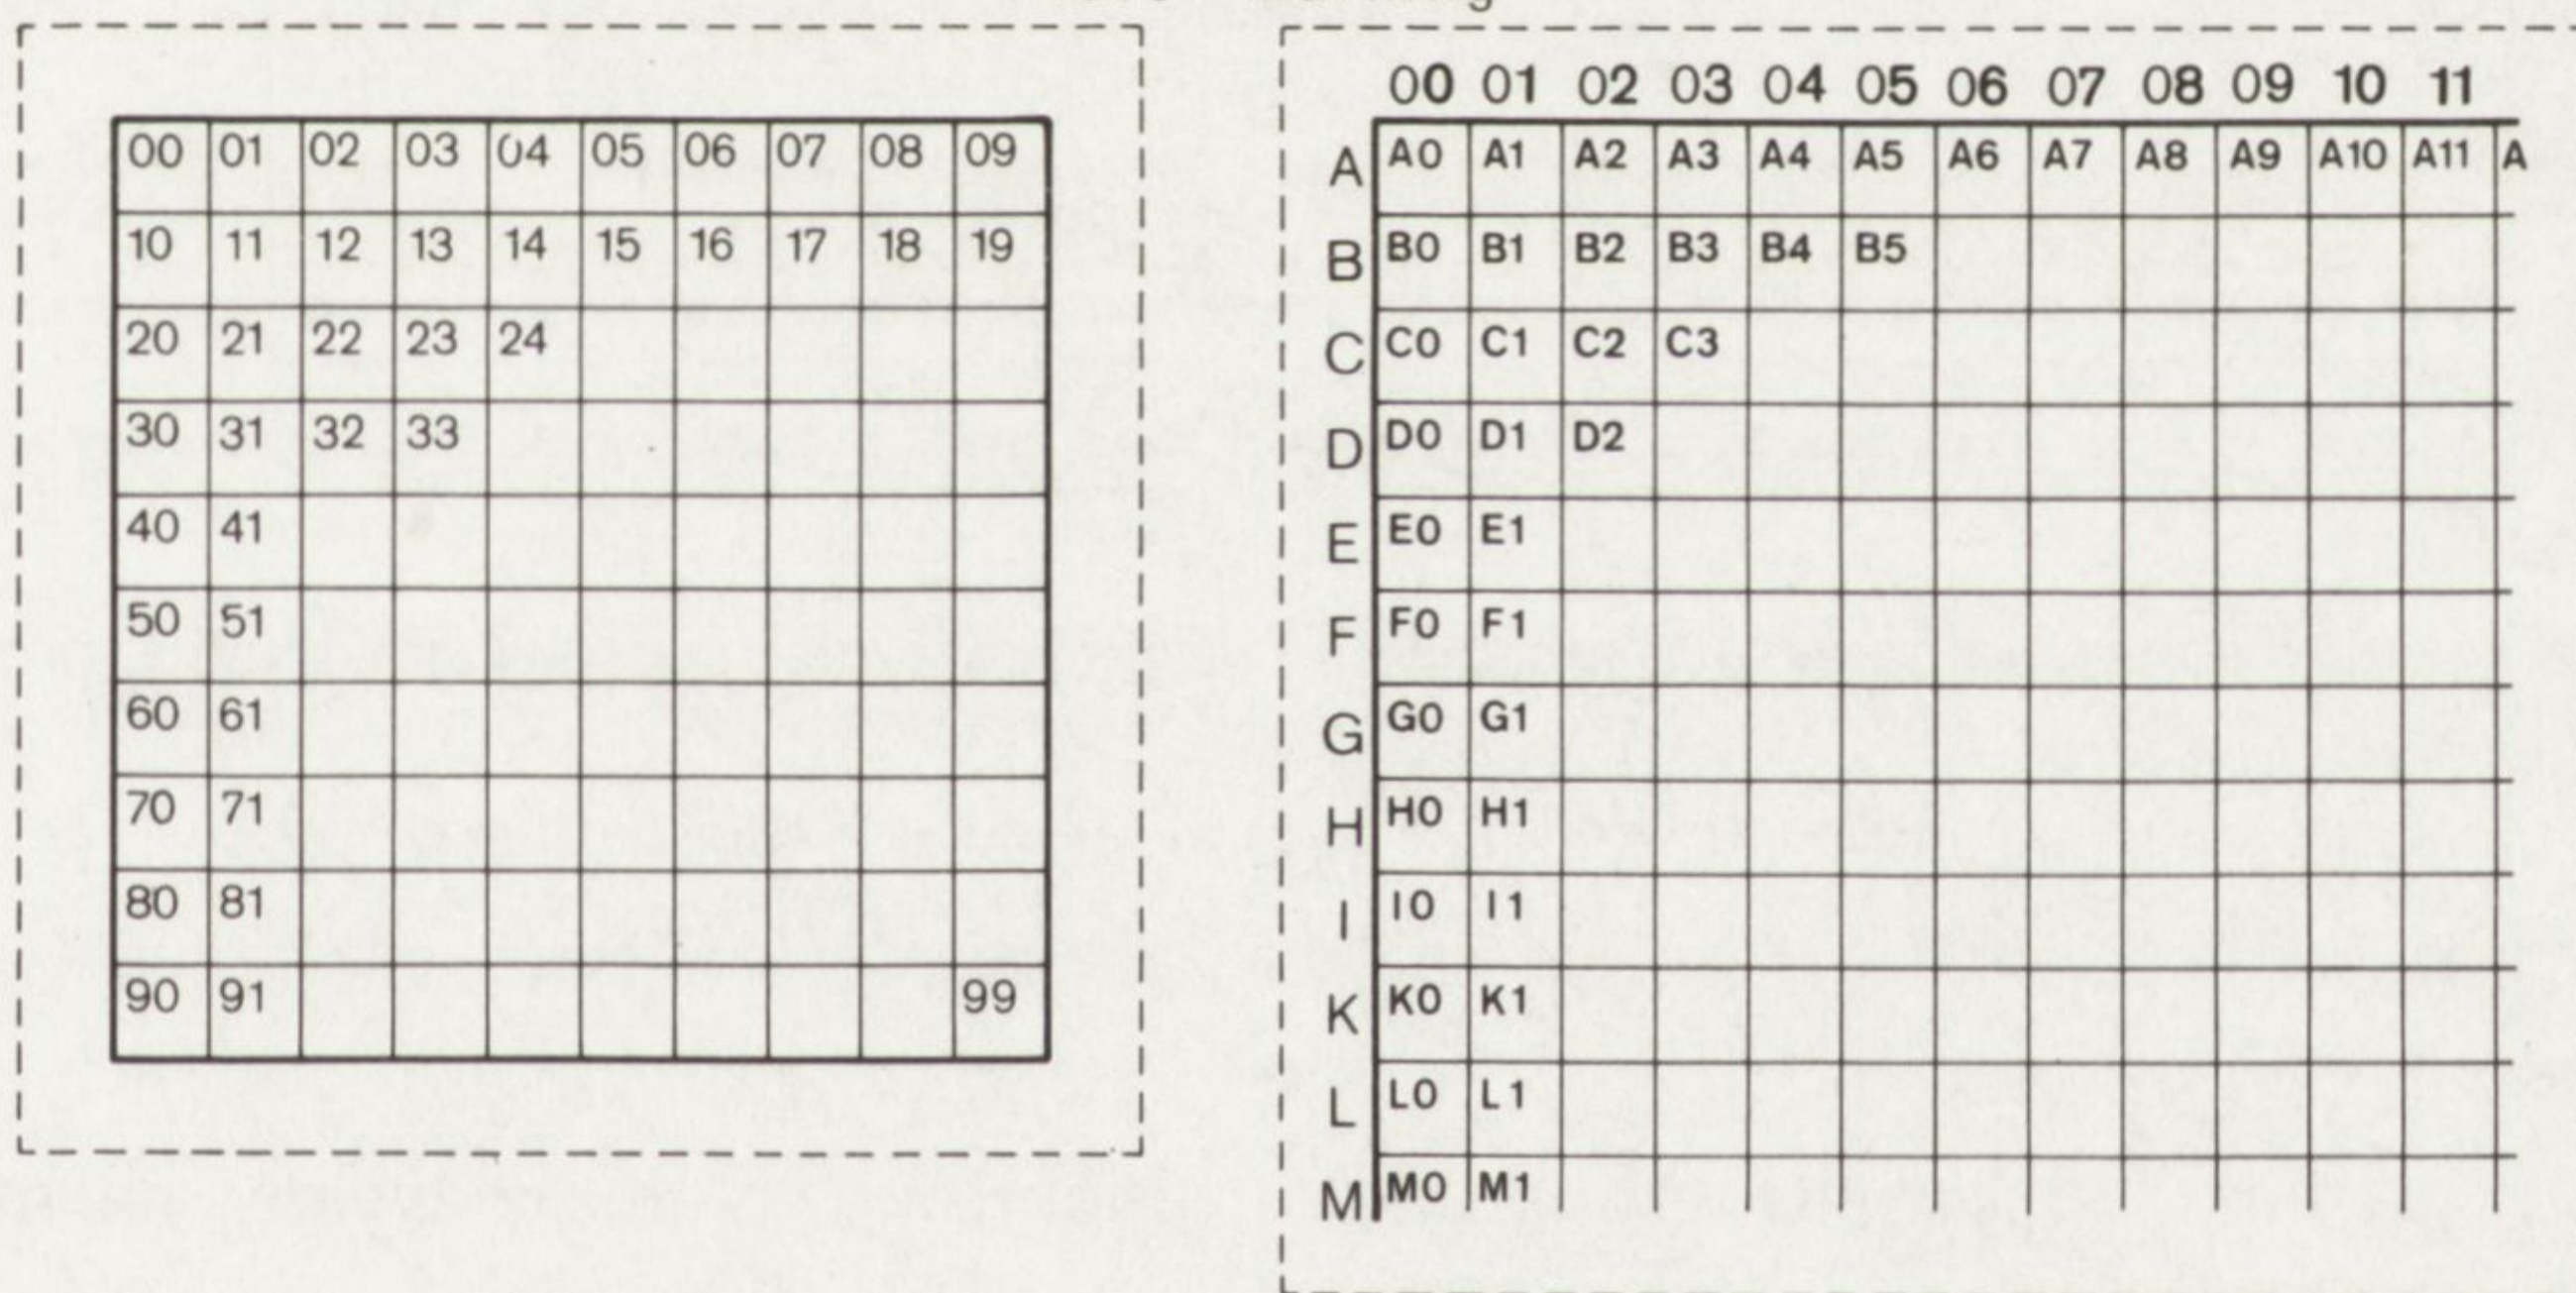 00 01 02 03 04 05 06 07 08 09
10 11 12 13 14 15 16 17 18 19
20 21 22 23 24
30 31 32 33
40 41
50 51
60 61
70 71
80 81
90 91 99
00 01 02 03 04 05 06 07 08 09 10 11
A A0 A1 A2 A3 A4 A5 A6 A7 A8 A9 A10 A11 A
B B0 B1 B2 B3 B4 B5
C C0 C1 C2 C3
D D0 D1 D2
E E0 E1
F F0 F1
G G0 G1
H H0 H1
I I0 I1
K K0 K1
L L0 L1
M M0 M1